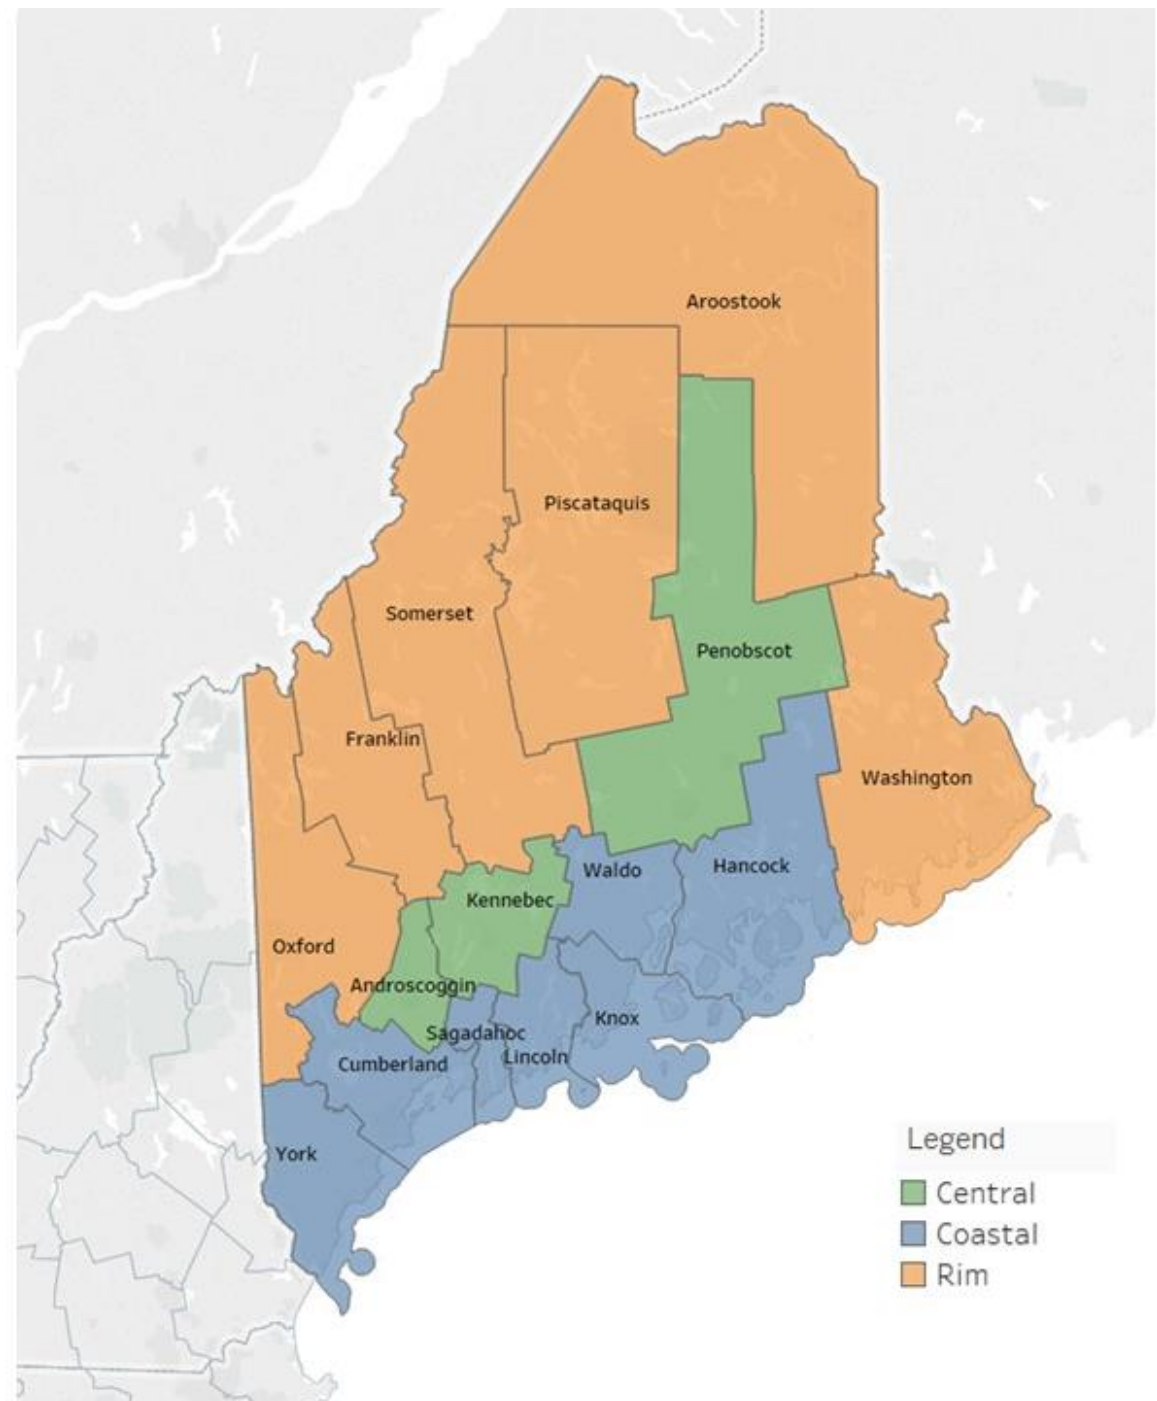 Aroostook
Piscataquis
Somerset
Penobscot
Franklin
Washington
Waldo
Hancock
Kennebec
Oxford
Androscoggin
Knox
Sagadahoc
Lincoln
Cumberland
York
Legend
Central
Coastal
Rim